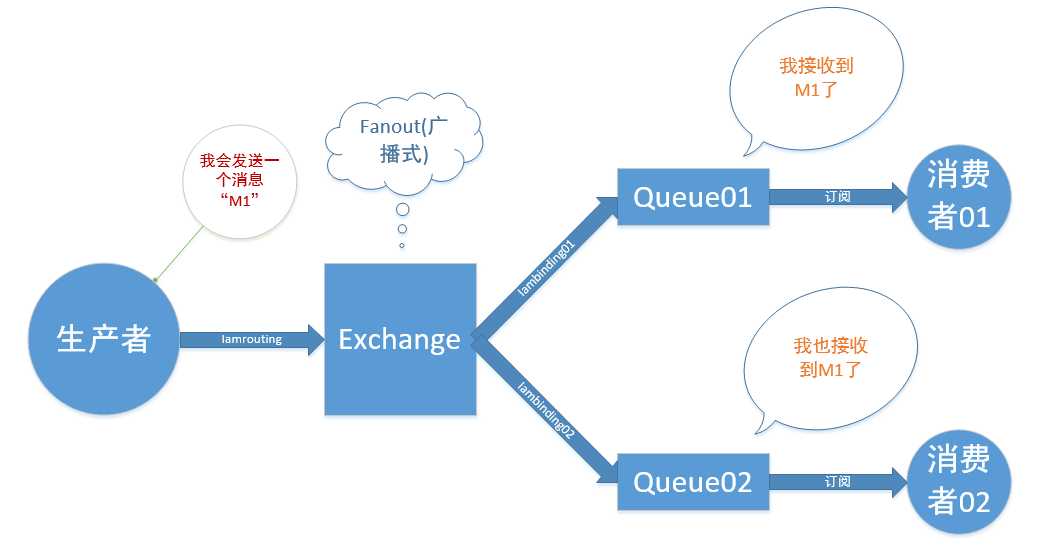 我会发送一
个消息
“M1”
生产者
Iamrouting
Fanout(广
播式)
Exchange
Iambinding01
Iambinding02
我接收到
M1了
Queue01
订阅
消费
者01
我也接收
到M1了
Queue02
订阅
消费
者02